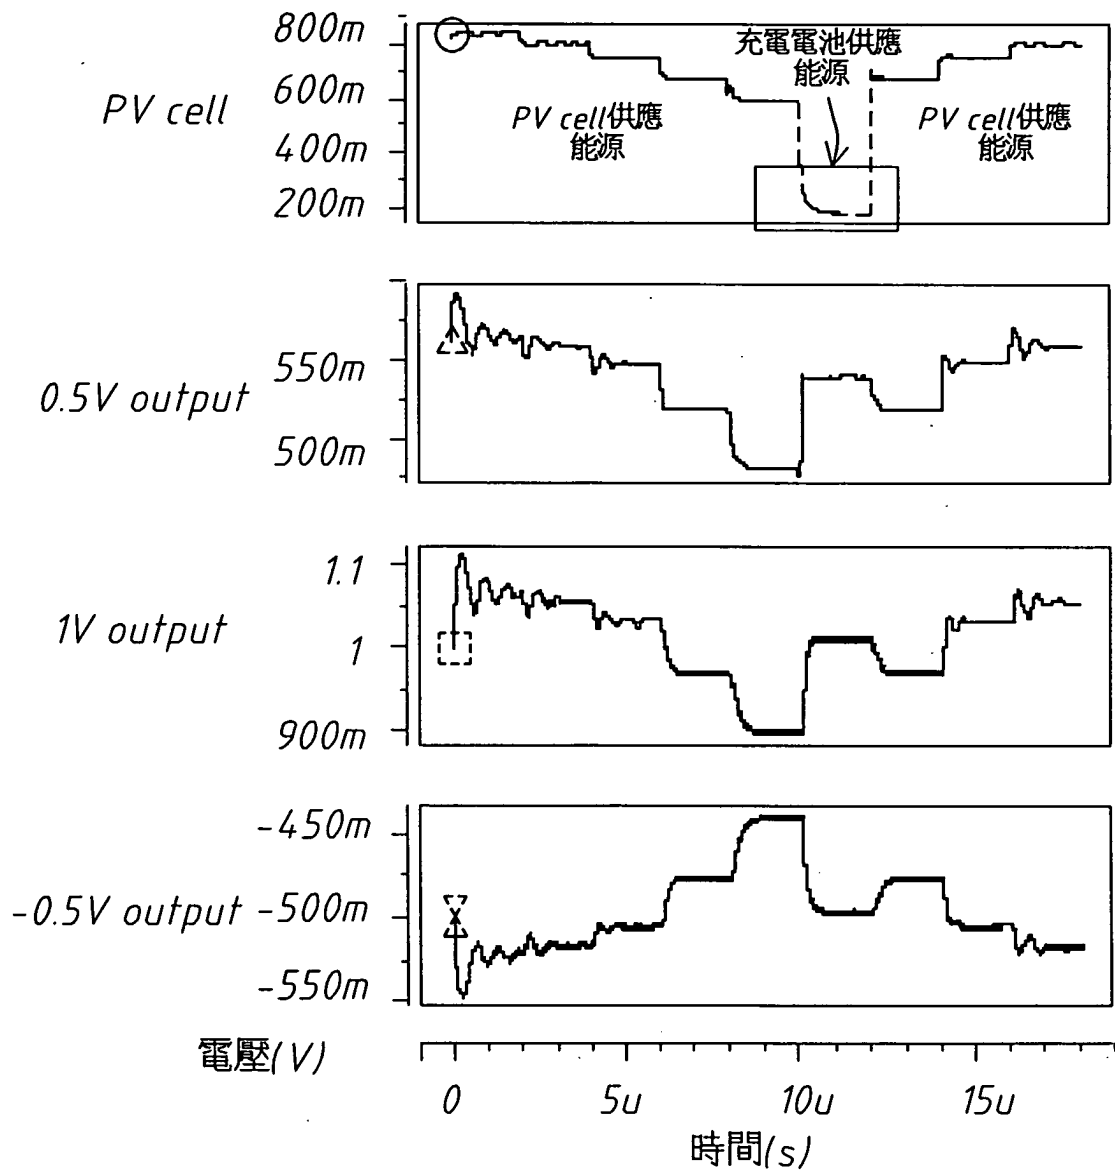 800m
600m
400m
200m
PV cell
PV cell供應
能源
充電電池供應
能源
PV cell供應
能源
550m
500m
0.5V output
1.1
1
900m
1V output
-450m
-500m
-550m
-0.5V output
電壓(V)
0
5u
10u
15u
時間(s)